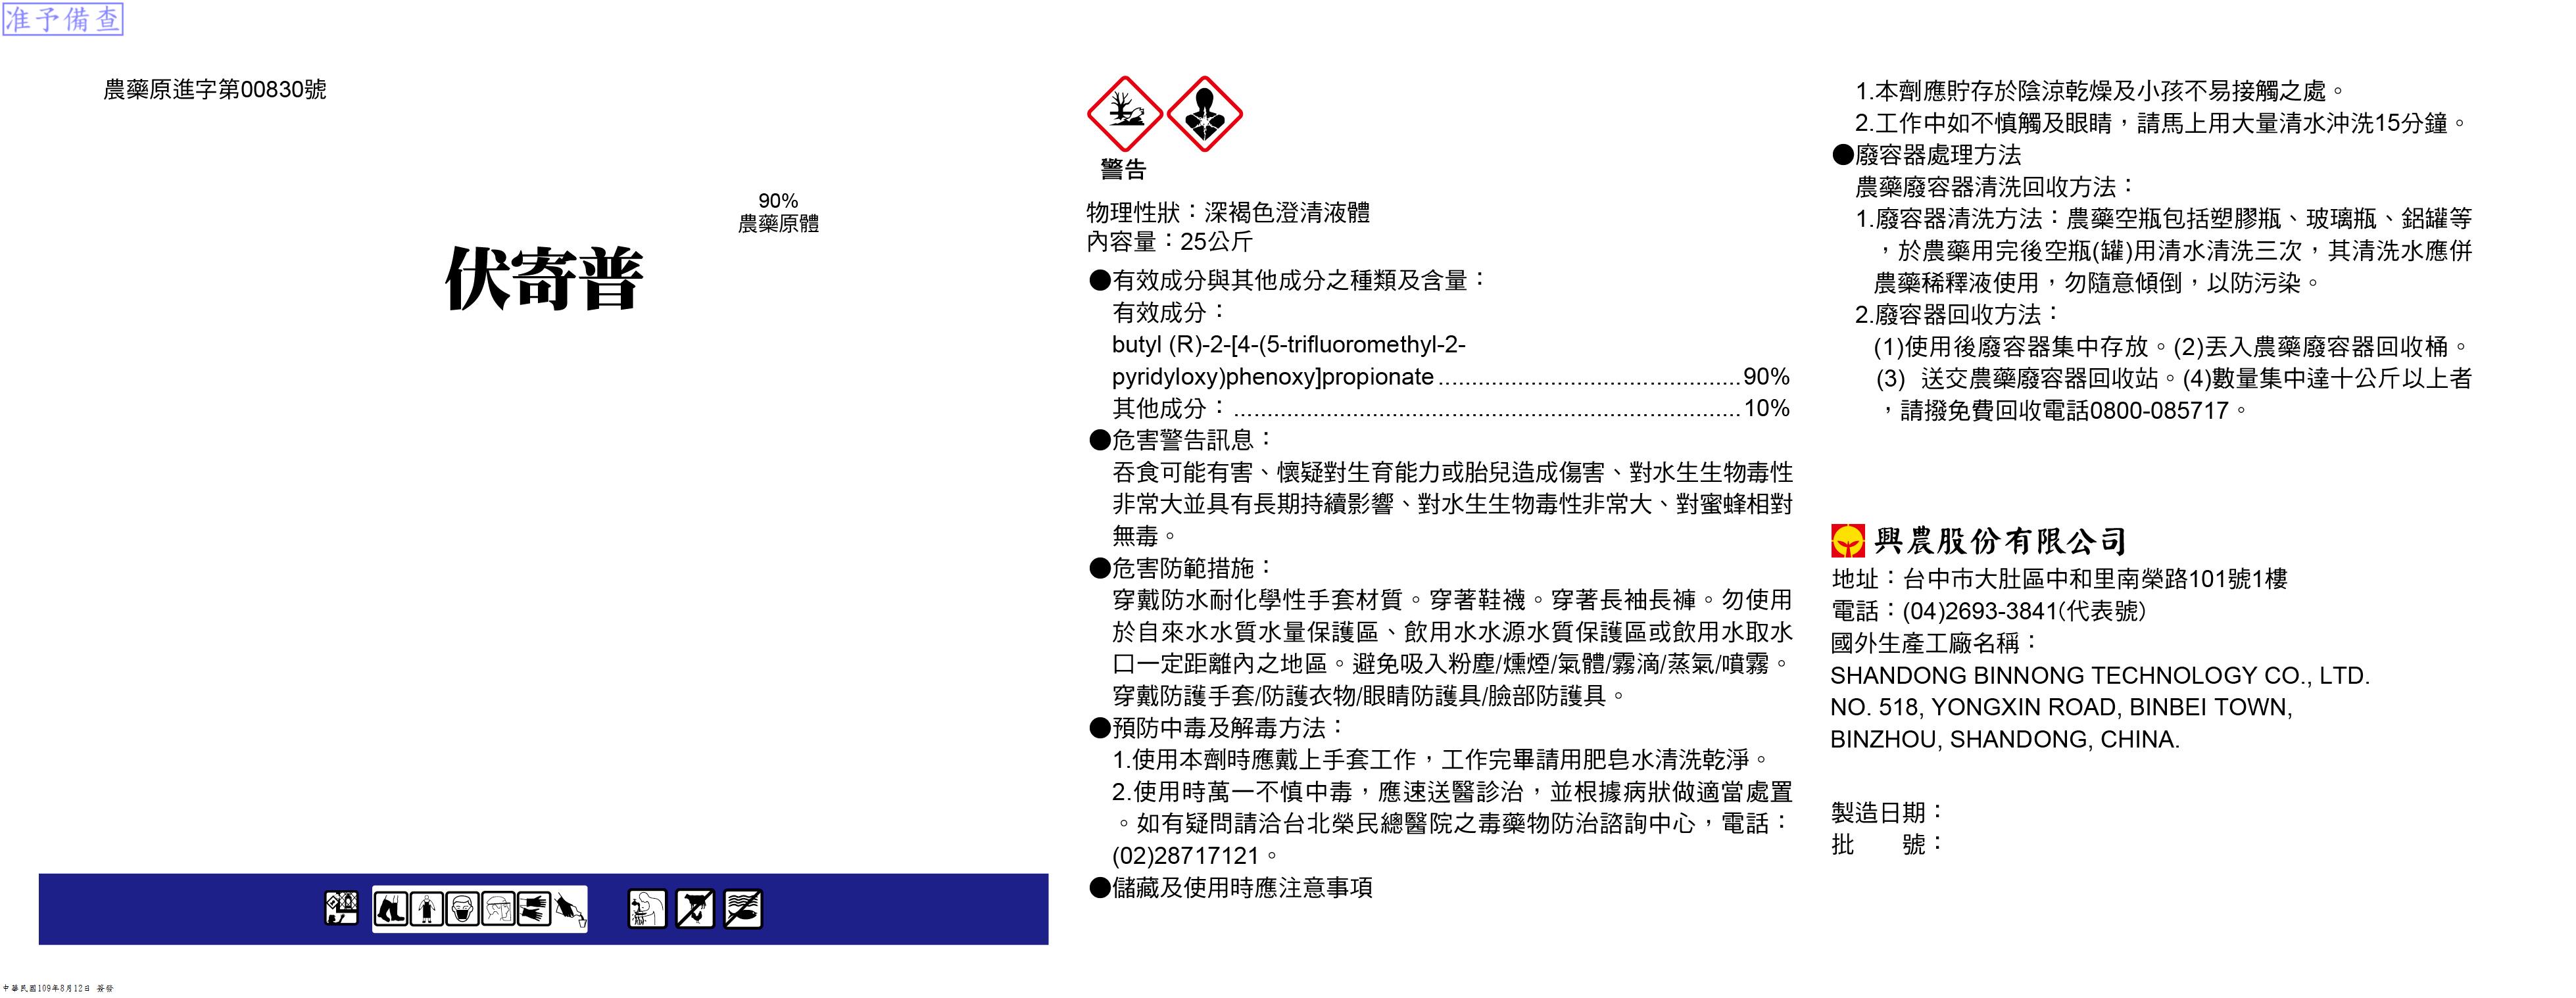 准予備查
農藥原進字第00830號
90%
農藥原體
伏寄普
中華民國109年8月12日 簽發
警告
物理性狀：深褐色澄清液體
內容量：25公斤
●有效成分與其他成分之種類及含量：
有效成分：
butyl (R)-2-[4-(5-trifluoromethyl-2-
pyridyloxy)phenoxy]propionate ............................................. 90%
其他成分： ............................................................................ 10%
●危害警告訊息：
吞食可能有害、懷疑對生育能力或胎兒造成傷害、對水生生物毒性
非常大並具有長期持續影響、對水生生物毒性非常大、對蜜蜂相對
無毒。
●危害防範措施：
穿戴防水耐化學性手套材質。穿著鞋襪。穿著長袖長褲。勿使用
於自來水水質水量保護區、飲用水水源水質保護區或飲用水取水
口一定距離內之地區。避免吸入粉塵/燻煙/氣體/霧滴/蒸氣/噴霧。
穿戴防護手套/防護衣物/眼睛防護具/臉部防護具。
●預防中毒及解毒方法：
1.使用本劑時應戴上手套工作，工作完畢請用肥皂水清洗乾淨。
2.使用時萬一不慎中毒，應速送醫診治，並根據病狀做適當處置
。如有疑問請洽台北榮民總醫院之毒藥物防治諮詢中心，電話：
(02)28717121。
●儲藏及使用時應注意事項
1.本劑應貯存於陰涼乾燥及小孩不易接觸之處。
2.工作中如不慎觸及眼睛，請馬上用大量清水沖洗15分鐘。
●廢容器處理方法
農藥廢容器清洗回收方法：
1.廢容器清洗方法：農藥空瓶包括塑膠瓶、玻璃瓶、鋁罐等
，於農藥用完後空瓶(罐)用清水清洗三次，其清洗水應併
農藥稀釋液使用，勿隨意傾倒，以防污染。
2.廢容器回收方法：
(1)使用後廢容器集中存放。(2)丟入農藥廢容器回收桶。
(3) 送交農藥廢容器回收站。(4)數量集中達十公斤以上者
，請撥免費回收電話0800-085717。
興農股份有限公司
地址：台中市大肚區中和里南榮路101號1樓
電話：(04)2693-3841(代表號)
國外生產工廠名稱：
SHANDONG BINNONG TECHNOLOGY CO., LTD.
NO. 518, YONGXIN ROAD, BINBEI TOWN,
BINZHOU, SHANDONG, CHINA.
製造日期：
批　　號：